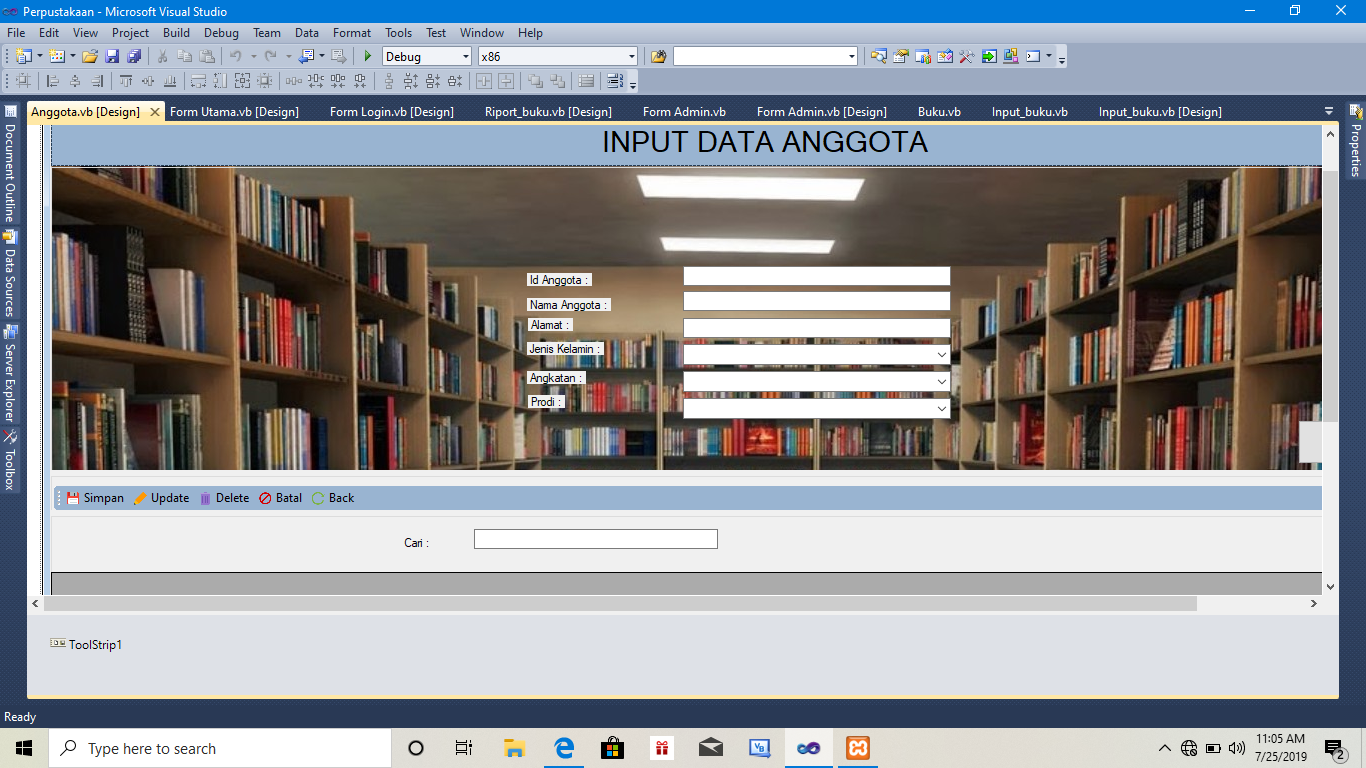 Perpustakaan - Microsoft Visual Studio
File Edit View Project Build Debug Team Data Format Tools Test Window Help
Debug x86
Anggota.vb [Design] Form Utama.vb [Design] Form Login.vb [Design] Riport_buku.vb [Design] Form Admin.vb Form Admin.vb [Design] Buku.vb Input_buku.vb Input_buku.vb [Design]
Document Outline
Data Sources
Server Explorer
Toolbox
Properties
INPUT DATA ANGGOTA
Id Anggota :
Nama Anggota :
Alamat :
Jenis Kelamin :
Angkatan :
Prodi :
Simpan Update Delete Batal Back
Cari :
ToolStrip1
Ready
Type here to search
VB
11:05 AM
7/25/2019
2